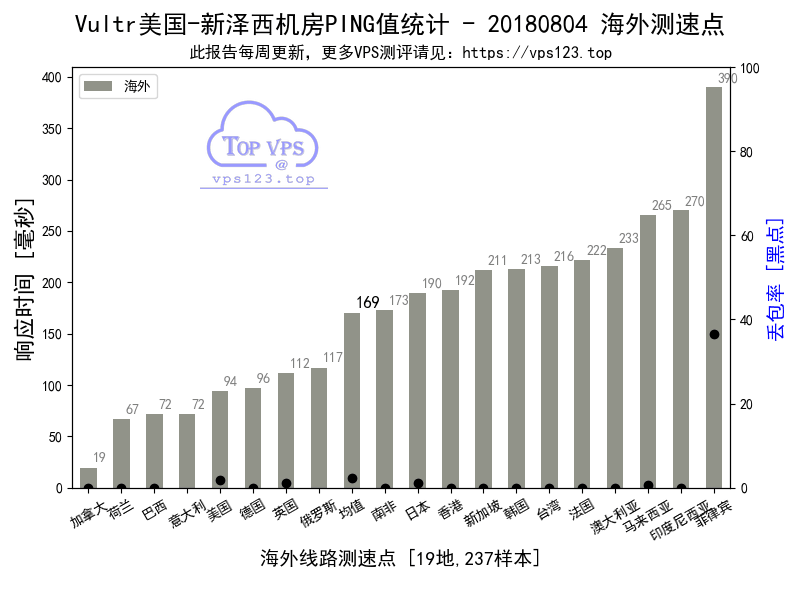 Vultr美国-新泽西机房PING值统计 - 20180804 海外测速点
此报告每周更新，更多VPS测评请见：https://vps123.top
海外
TOP VPS
@
vps123.top
响应时间 [毫秒]
400
350
300
250
200
150
100
50
0
19
67
72
72
94
96
112
117
169
173
190
192
211
213
216
222
233
265
270
390
100
80
60
40
20
0
丢包率 [黑点]
加拿大
荷兰
巴西
意大利
美国
德国
英国
俄罗斯
均值
南非
日本
香港
新加坡
韩国
台湾
法国
澳大利亚
马来西亚
印度尼西亚
菲律宾
海外线路测速点 [19地,237样本]